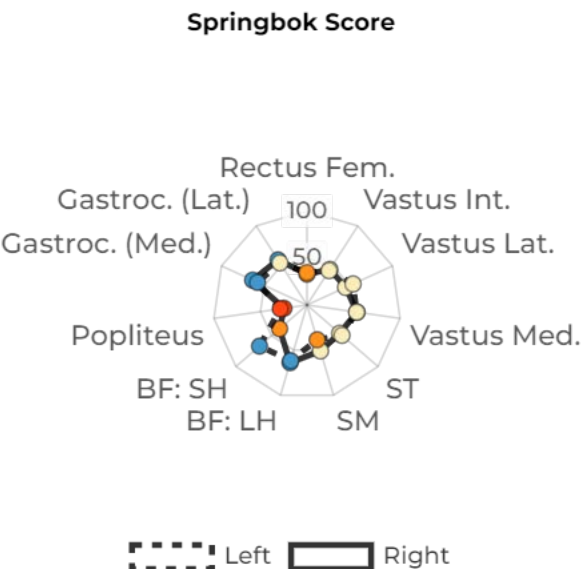 Springbok Score
Rectus Fem.
Gastroc. (Lat.)
100
Vastus Int.
Gastroc. (Med.)
50
Vastus Lat.
Popliteus
Vastus Med.
BF: SH
ST
BF: LH
SM
Left
Right